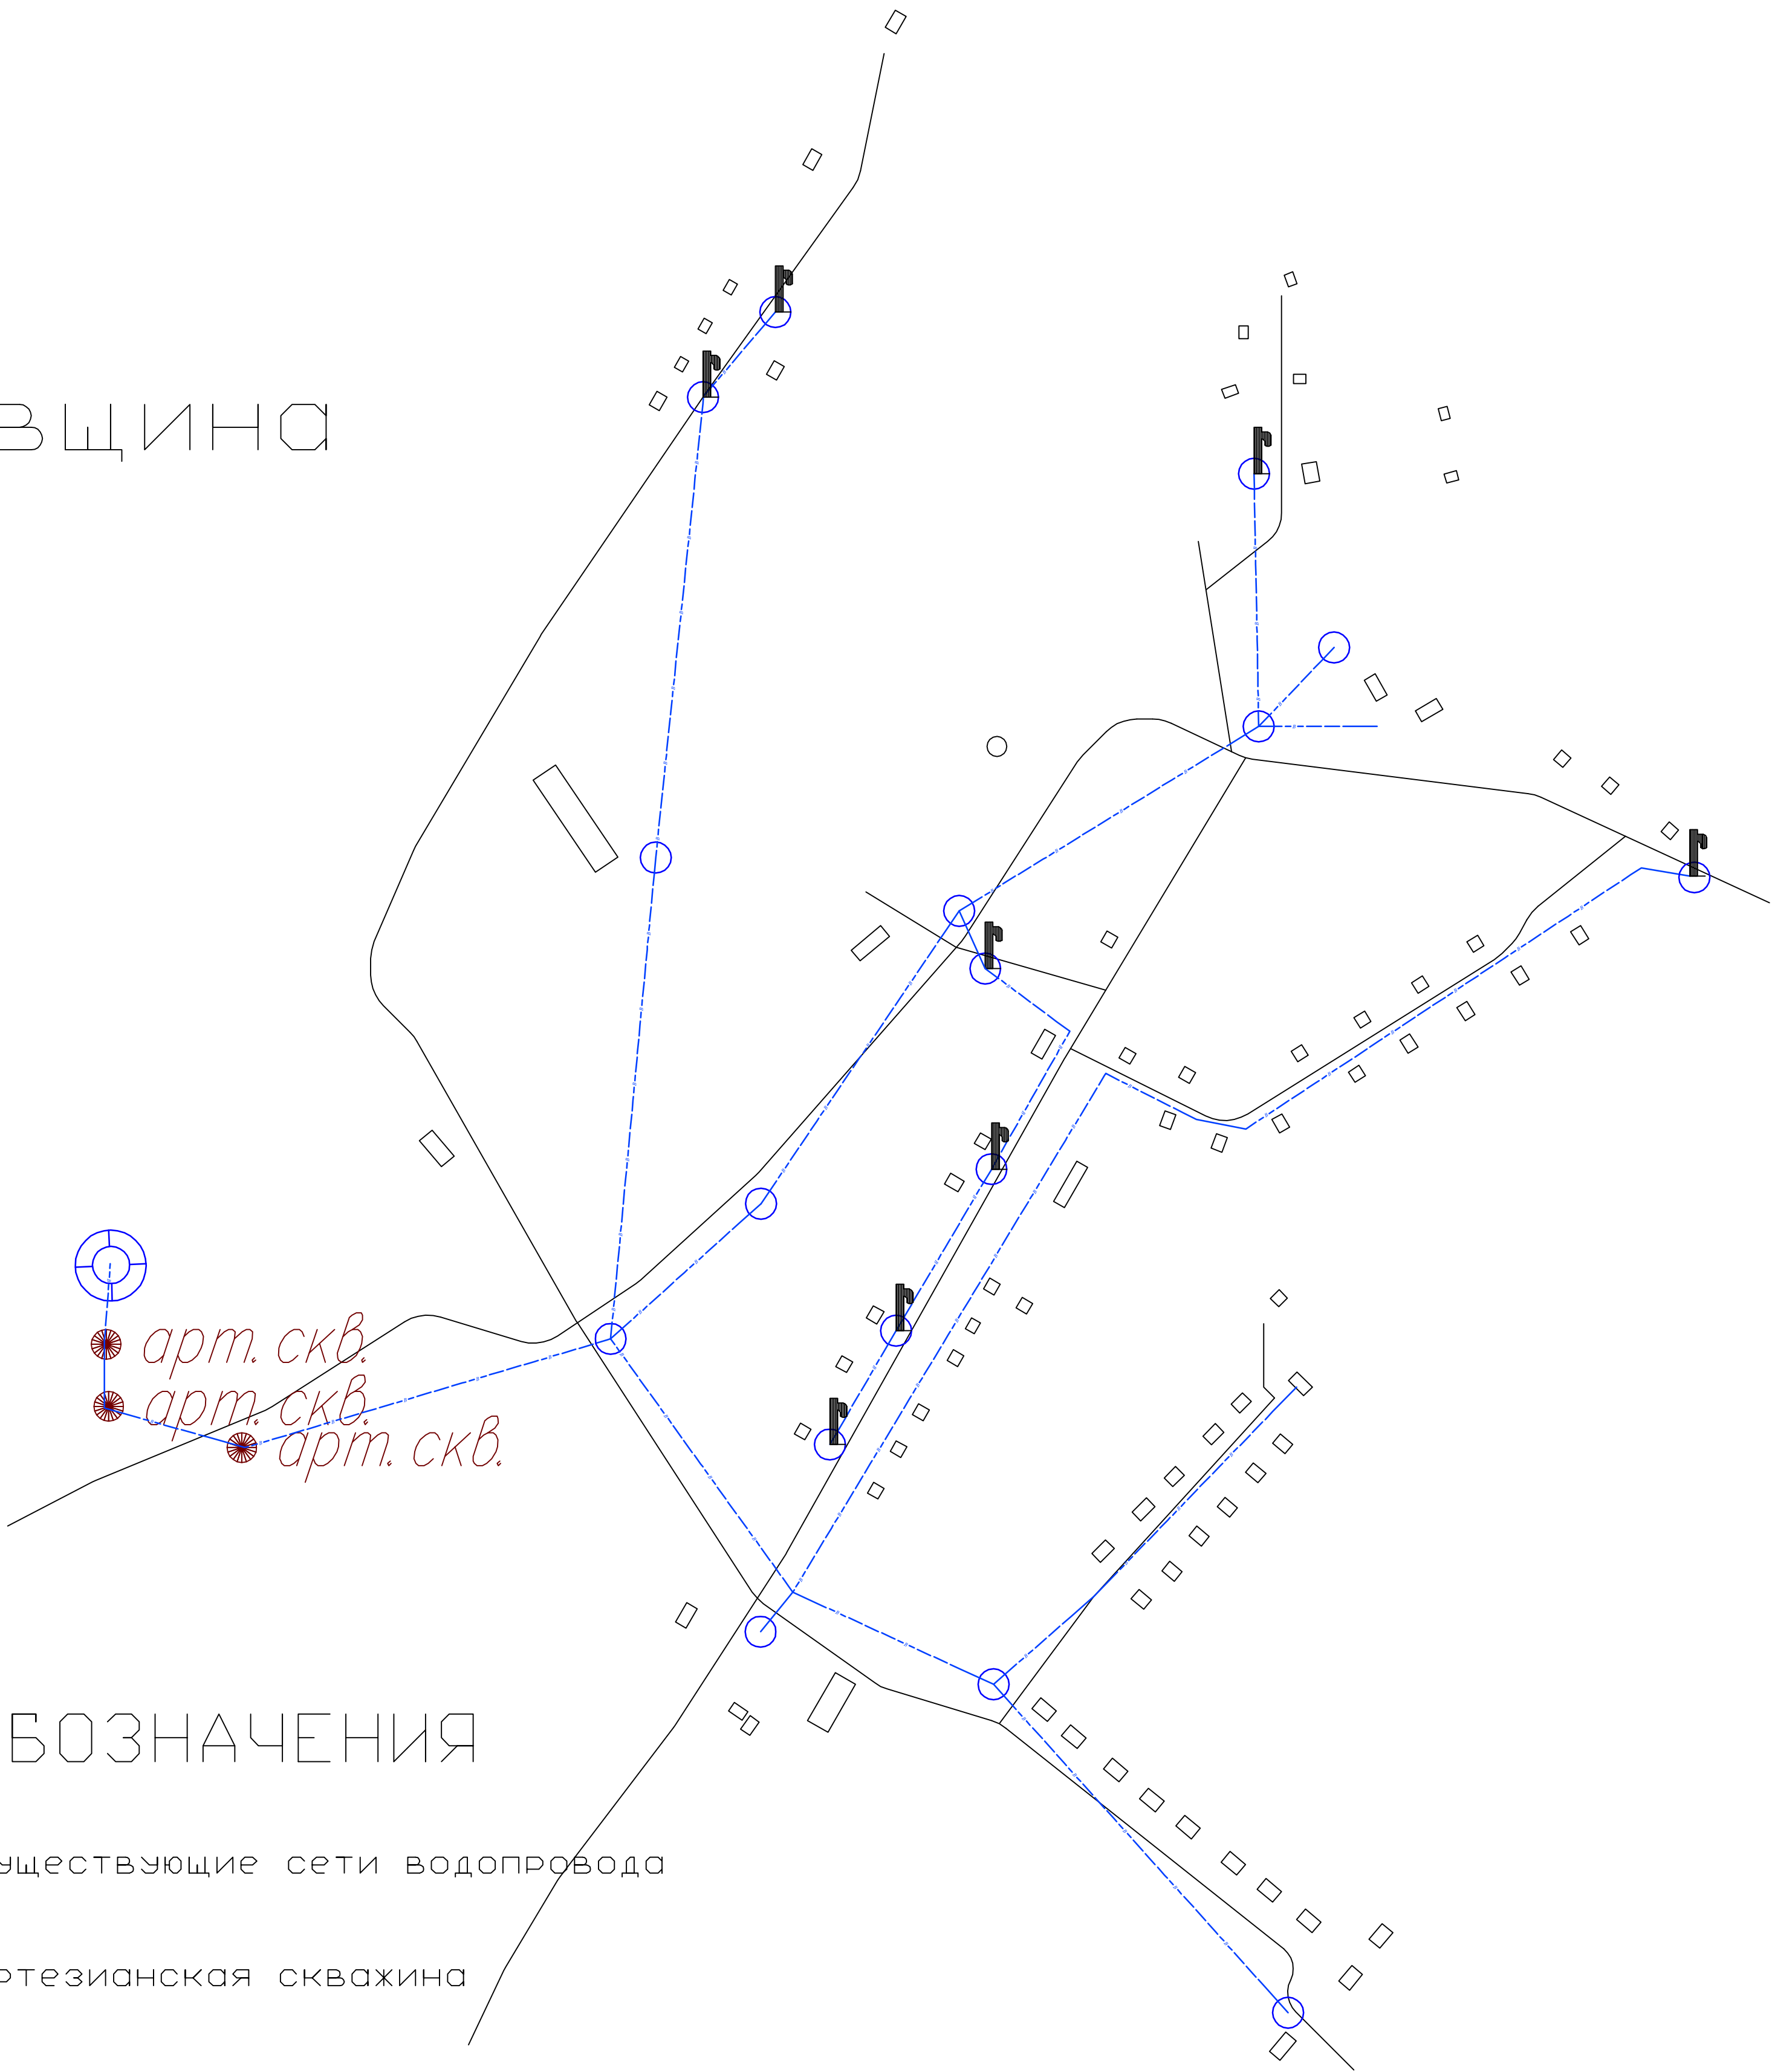 вщина
арт. скв.
арт. скв.
арт. скв.
БОЗНАЧЕНИЯ
уществующие сети водопровода
ртезианская скважина